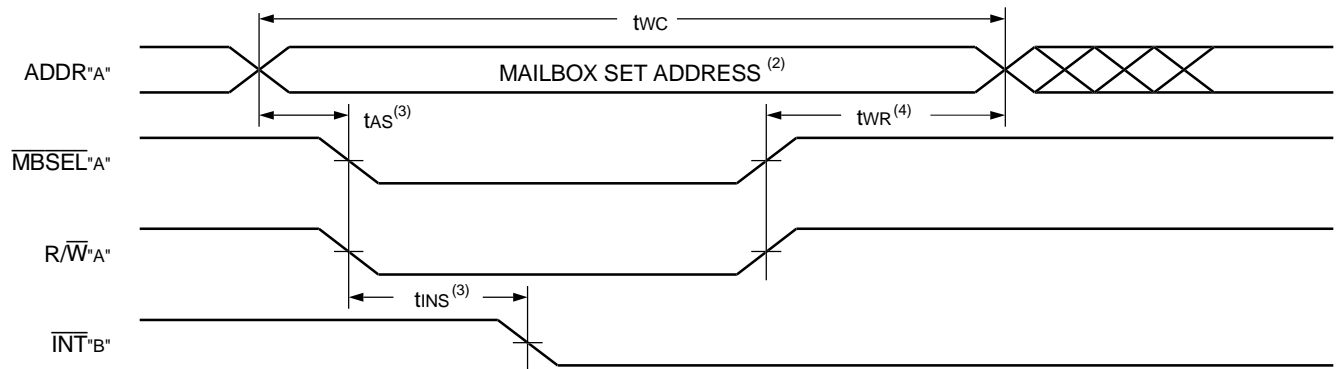 tWC
ADDR"A" MAILBOX SET ADDRESS (2)
tAS(3) tWR(4)
MBSEL"A"
R/W"A"
tINS(3)
INT"B"